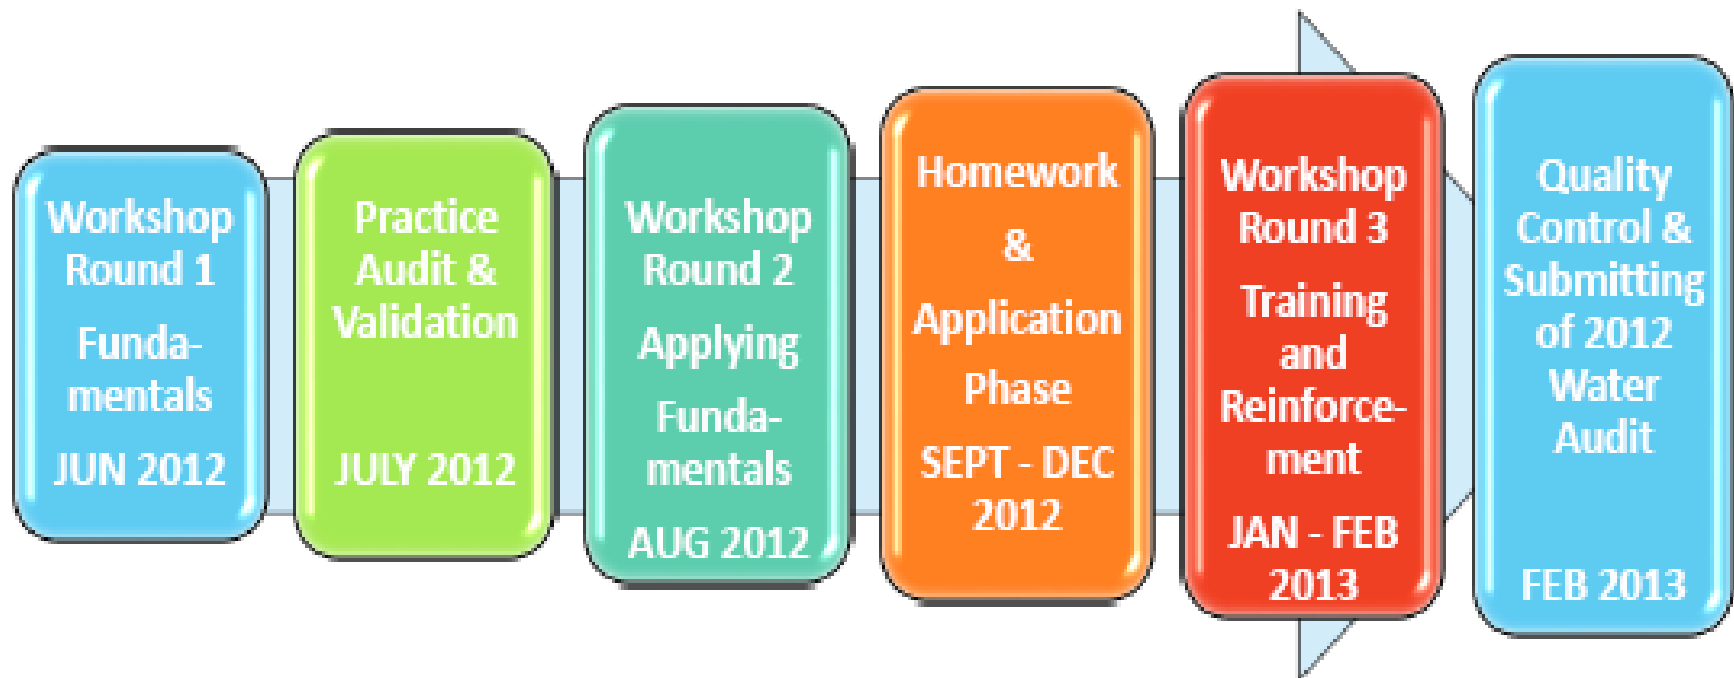 Workshop
Round 1
Funda-
mentals
JUN 2012
Practice
Audit &
Validation
JULY 2012
Workshop
Round 2
Applying
Funda-
mentals
AUG 2012
Homework
&
Application
Phase
SEPT - DEC
2012
Workshop
Round 3
Training
and
Reinforce-
ment
JAN - FEB
2013
Quality
Control &
Submitting
of 2012
Water
Audit
FEB 2013